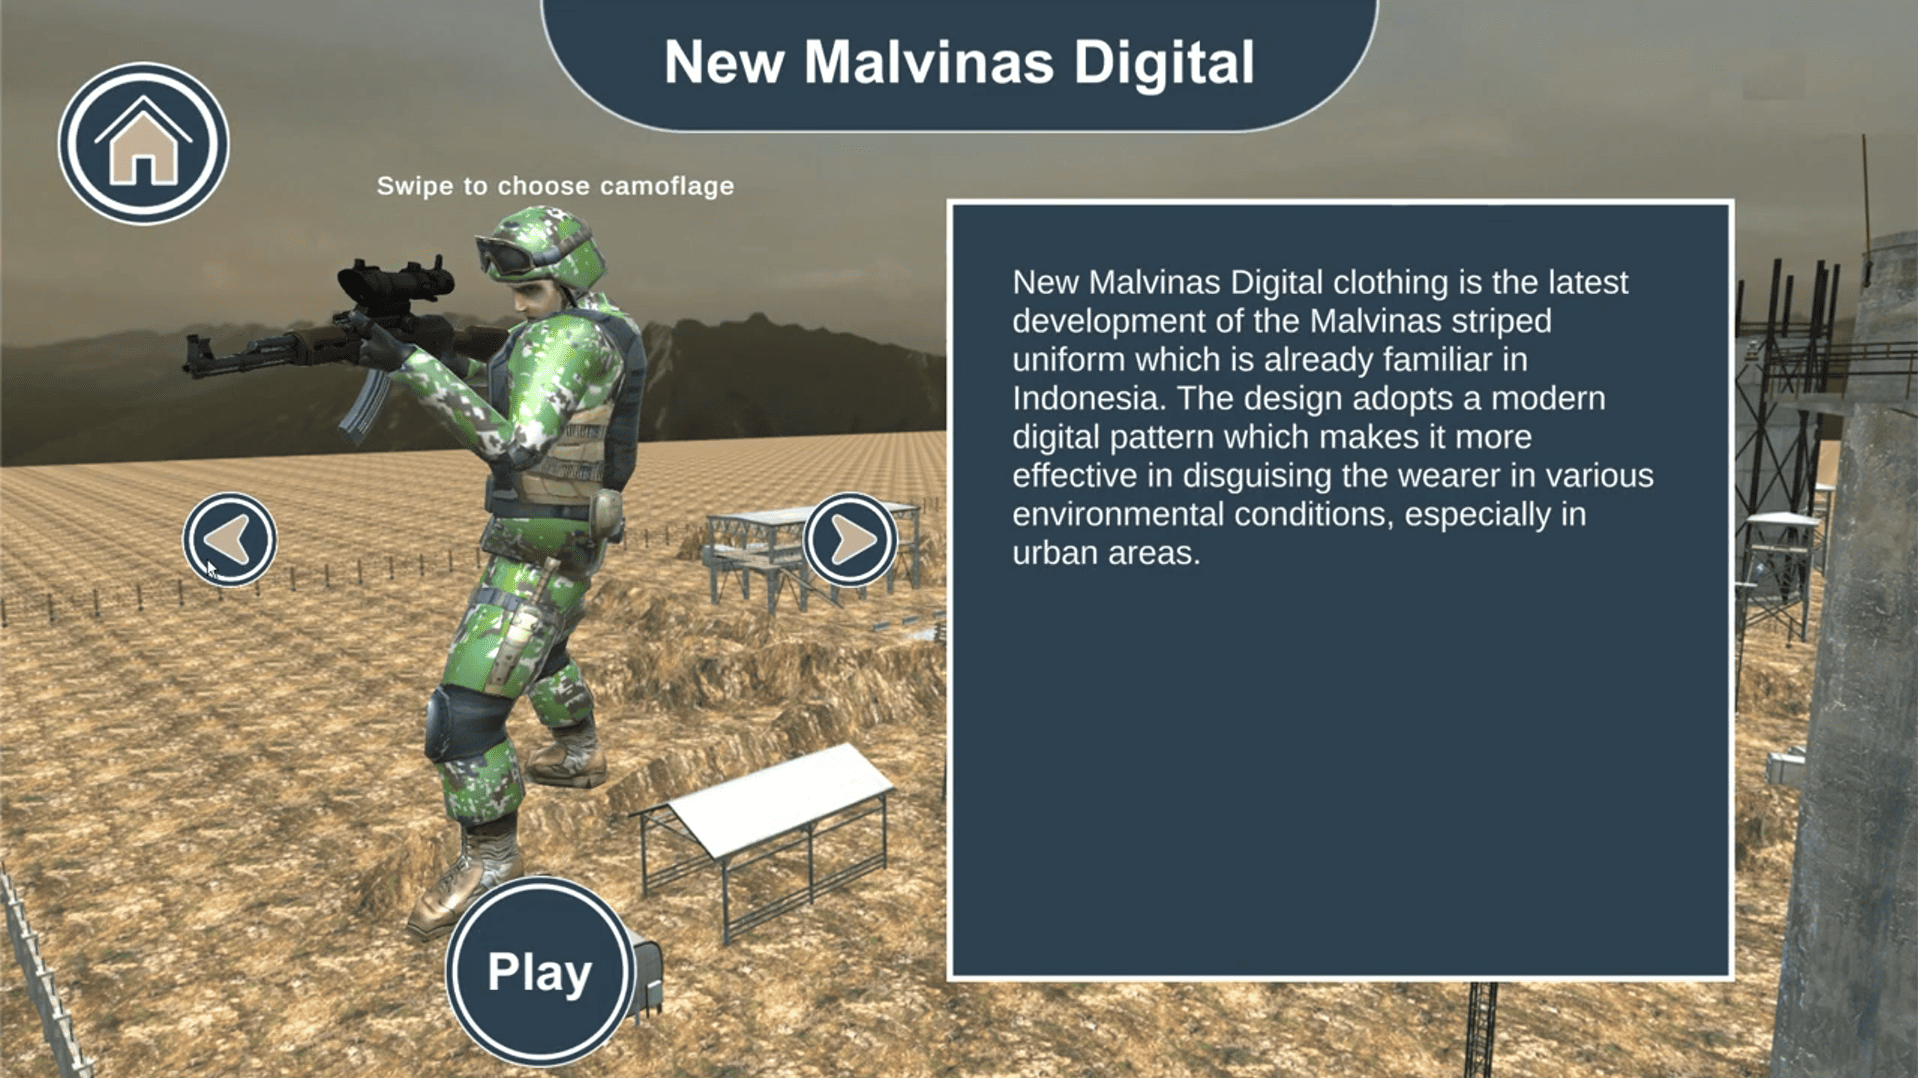 New Malvinas Digital
Swipe to choose camoflage
New Malvinas Digital clothing is the latest
development of the Malvinas striped
uniform which is already familiar in
Indonesia. The design adopts a modern
digital pattern which makes it more
effective in disguising the wearer in various
environmental conditions, especially in
urban areas.
Play